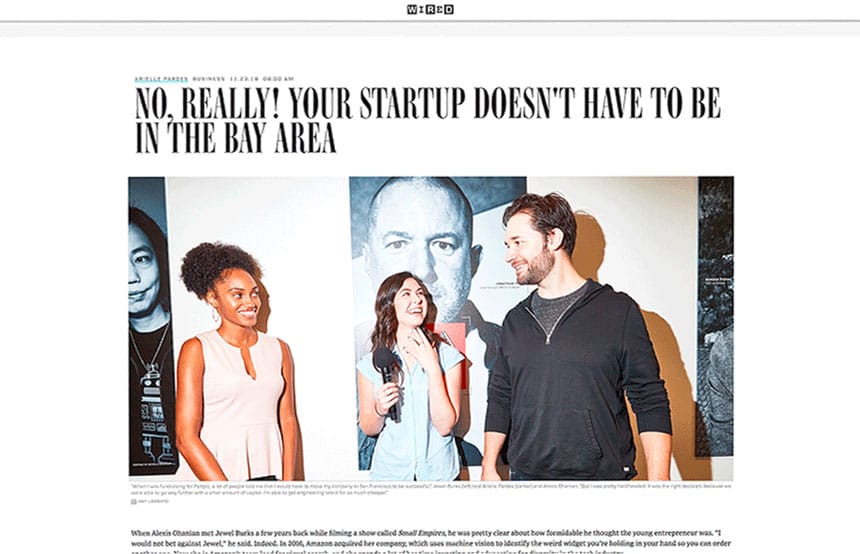 WIRED
ARIELLE PARDES BUSINESS 11.23.18 08:00 AM
NO, REALLY! YOUR STARTUP DOESN'T HAVE TO BE
IN THE BAY AREA
"When I was fundraising for Partpic, a lot of people told me that I would have to move my company to San Francisco to be successful," Jewel Burks (left) told Arielle Pardes (center) and Alexis Ohanian. "But I was pretty hardheaded. It was the right decision, because we
were able to go way further with a small amount of capital. I'm able to get engineering talent for so much cheaper."
AMY LOMBARD
When Alexis Ohanian met Jewel Burks a few years back while filming a show called Small Empires, he was pretty clear about how formidable he thought the young entrepreneur was. "I
would not bet against Jewel," he said. Indeed. In 2016, Amazon acquired her company, which uses machine vision to identify the weird widget you're holding in your hand so you can order